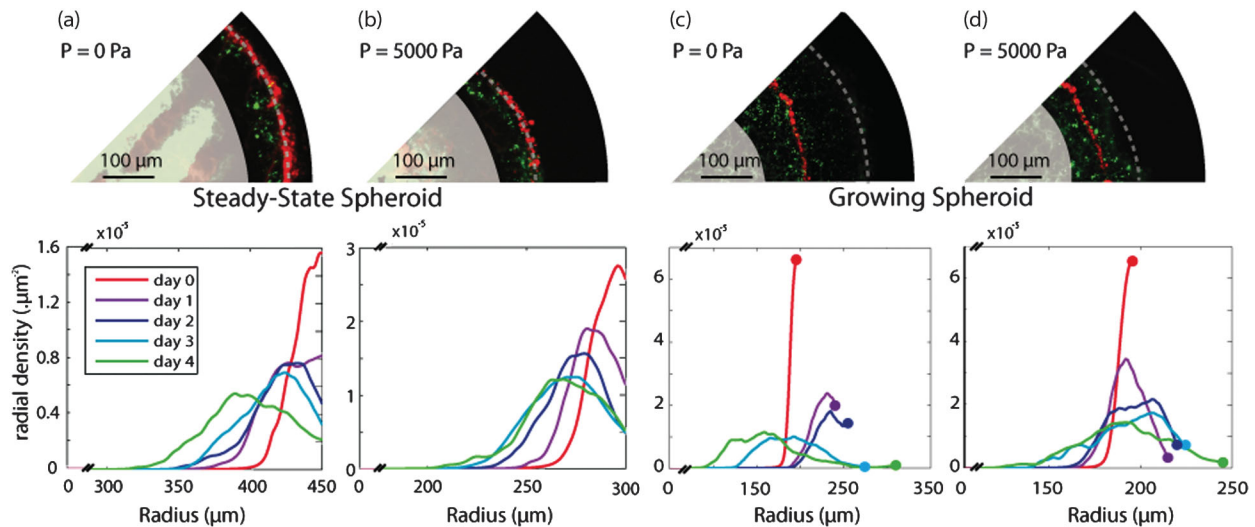 (a)
P = 0 Pa
100 µm
(b)
P = 5000 Pa
100 µm
(c)
P = 0 Pa
100 µm
(d)
P = 5000 Pa
100 µm
Steady-State Spheroid
Growing Spheroid
radial density (.µm⁻²)
x10⁻⁵
1.6
1.2
0.8
0.4
0
day 0
day 1
day 2
day 3
day 4
0 300 350 400 450
Radius (µm)
x10⁻⁵
3
2
1
0
0 200 250 300
Radius (µm)
x10⁻⁵
6
4
2
0
0 50 150 250 350
Radius (µm)
x10⁻⁵
6
4
2
0
0 100 150 200 250
Radius (µm)